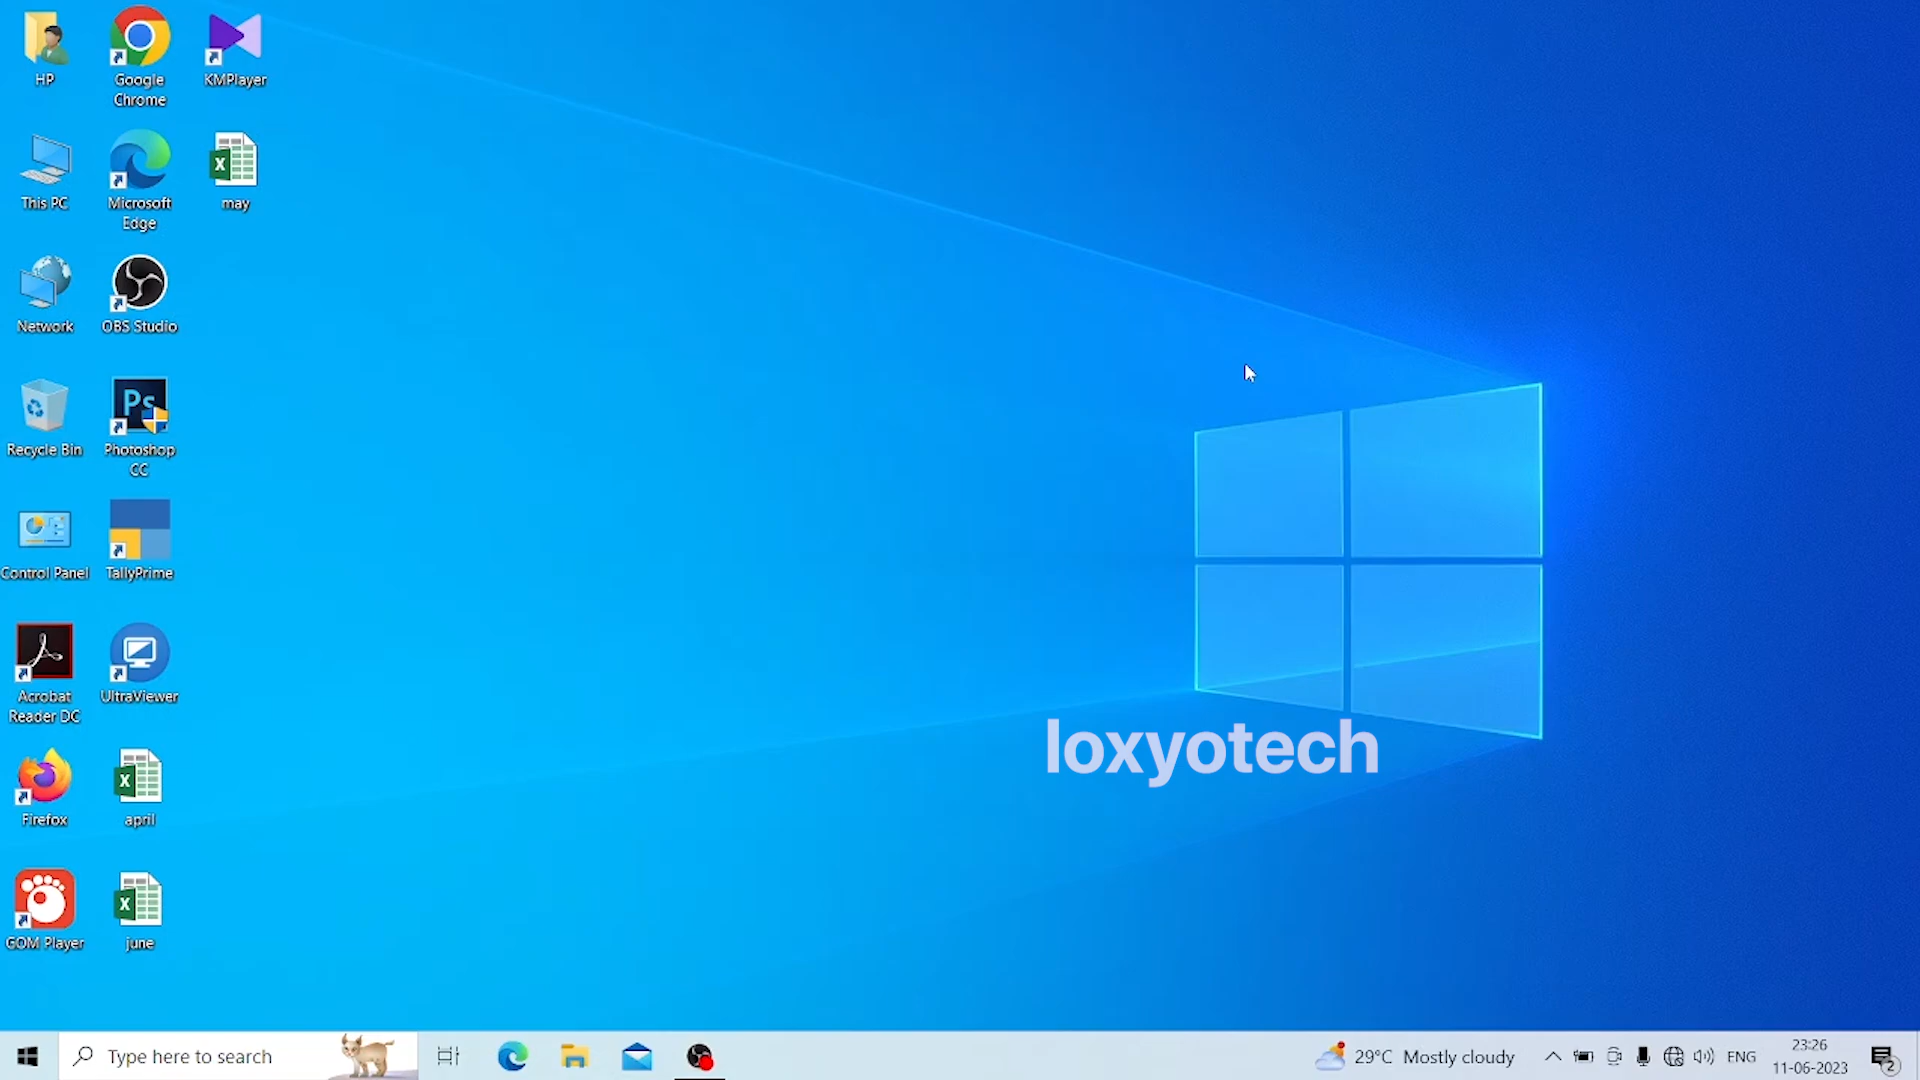 HP
Google
Chrome
KMPlayer
This PC
Microsoft
Edge
may
Network
OBS Studio
Recycle Bin
Ps
Photoshop
CC
Control Panel
TallyPrime
Acrobat
Reader DC
UltraViewer
loxyotech
Firefox
april
GOM Player
june
Type here to search
29°C Mostly cloudy
ENG
23:26
11-06-2023
2